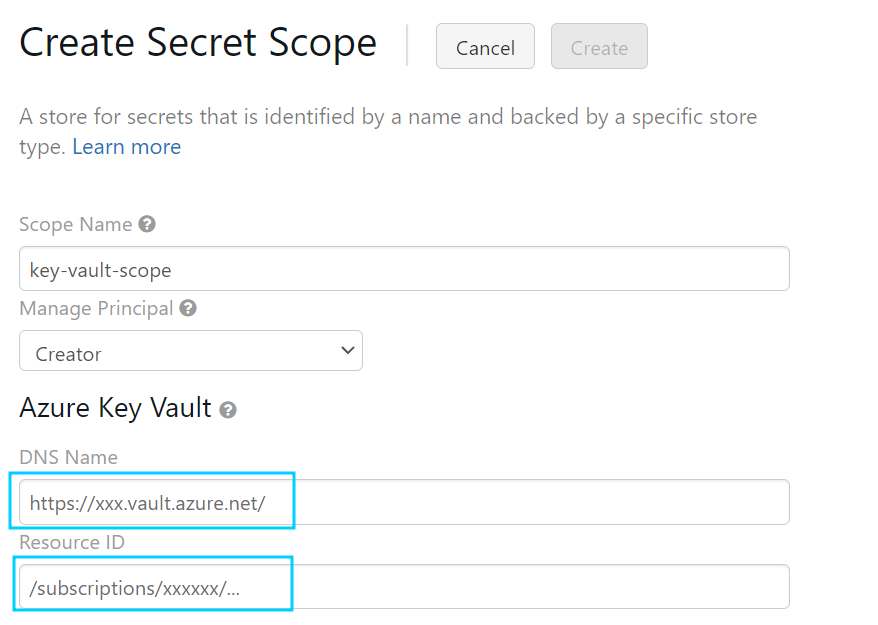 Create Secret Scope
Cancel
Create
A store for secrets that is identified by a name and backed by a specific store
type. Learn more
Scope Name ?
key-vault-scope
Manage Principal ?
Creator
Azure Key Vault ?
DNS Name
https://xxx.vault.azure.net/
Resource ID
/subscriptions/xxxxxx/...